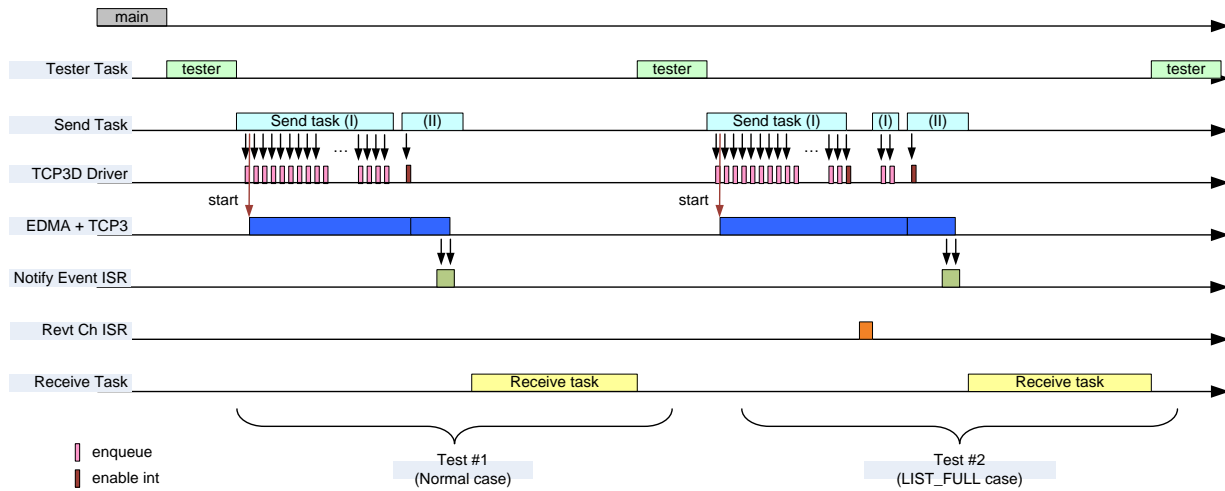 main
Tester Task
tester
tester
tester
Send Task
Send task (I)
(II)
Send task (I)
(I)
(II)
...
...
TCP3D Driver
start
start
EDMA + TCP3
Notify Event ISR
Revt Ch ISR
Receive Task
Receive task
Receive task
enqueue
enable int
Test #1
(Normal case)
Test #2
(LIST_FULL case)